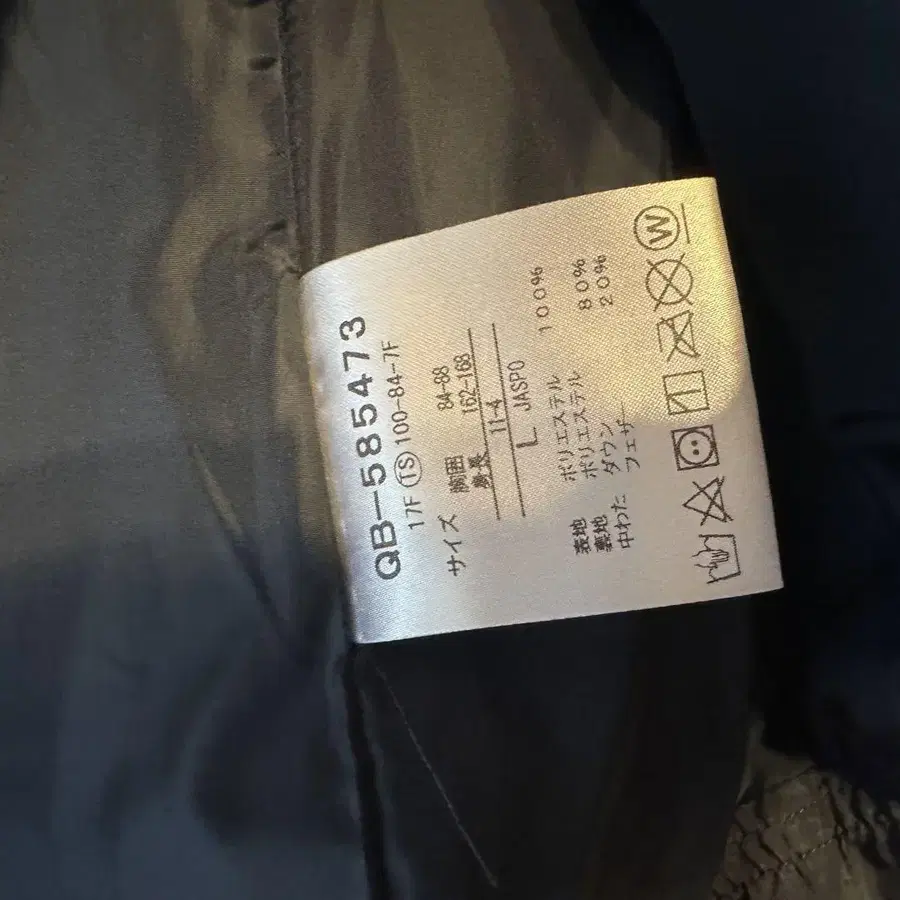 QB-585473
17F TS 100-84-7F
サイズ 胸囲 84-88
身長 162-168
11-4
L JASPO
表地 ポリエステル 100%
裏地 ポリエステル
中わた ダウン 80%
フェザー 20%
W